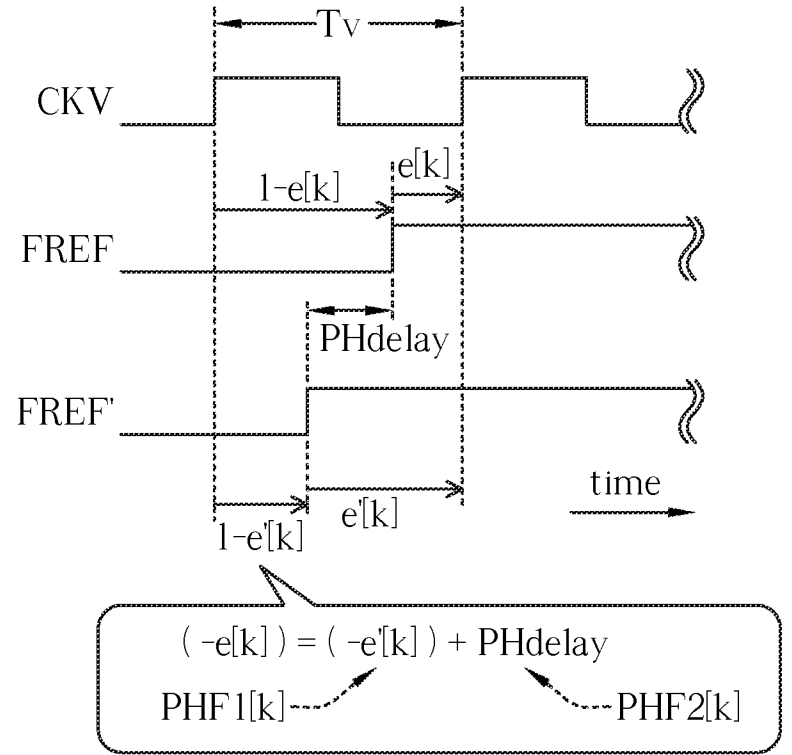 Tv
CKV
e[k]
1-e[k]
FREF
PHdelay
FREF'
time
e'[k]
1-e'[k]
(-e[k]) = (-e'[k]) + PHdelay
PHF1[k] PHF2[k]